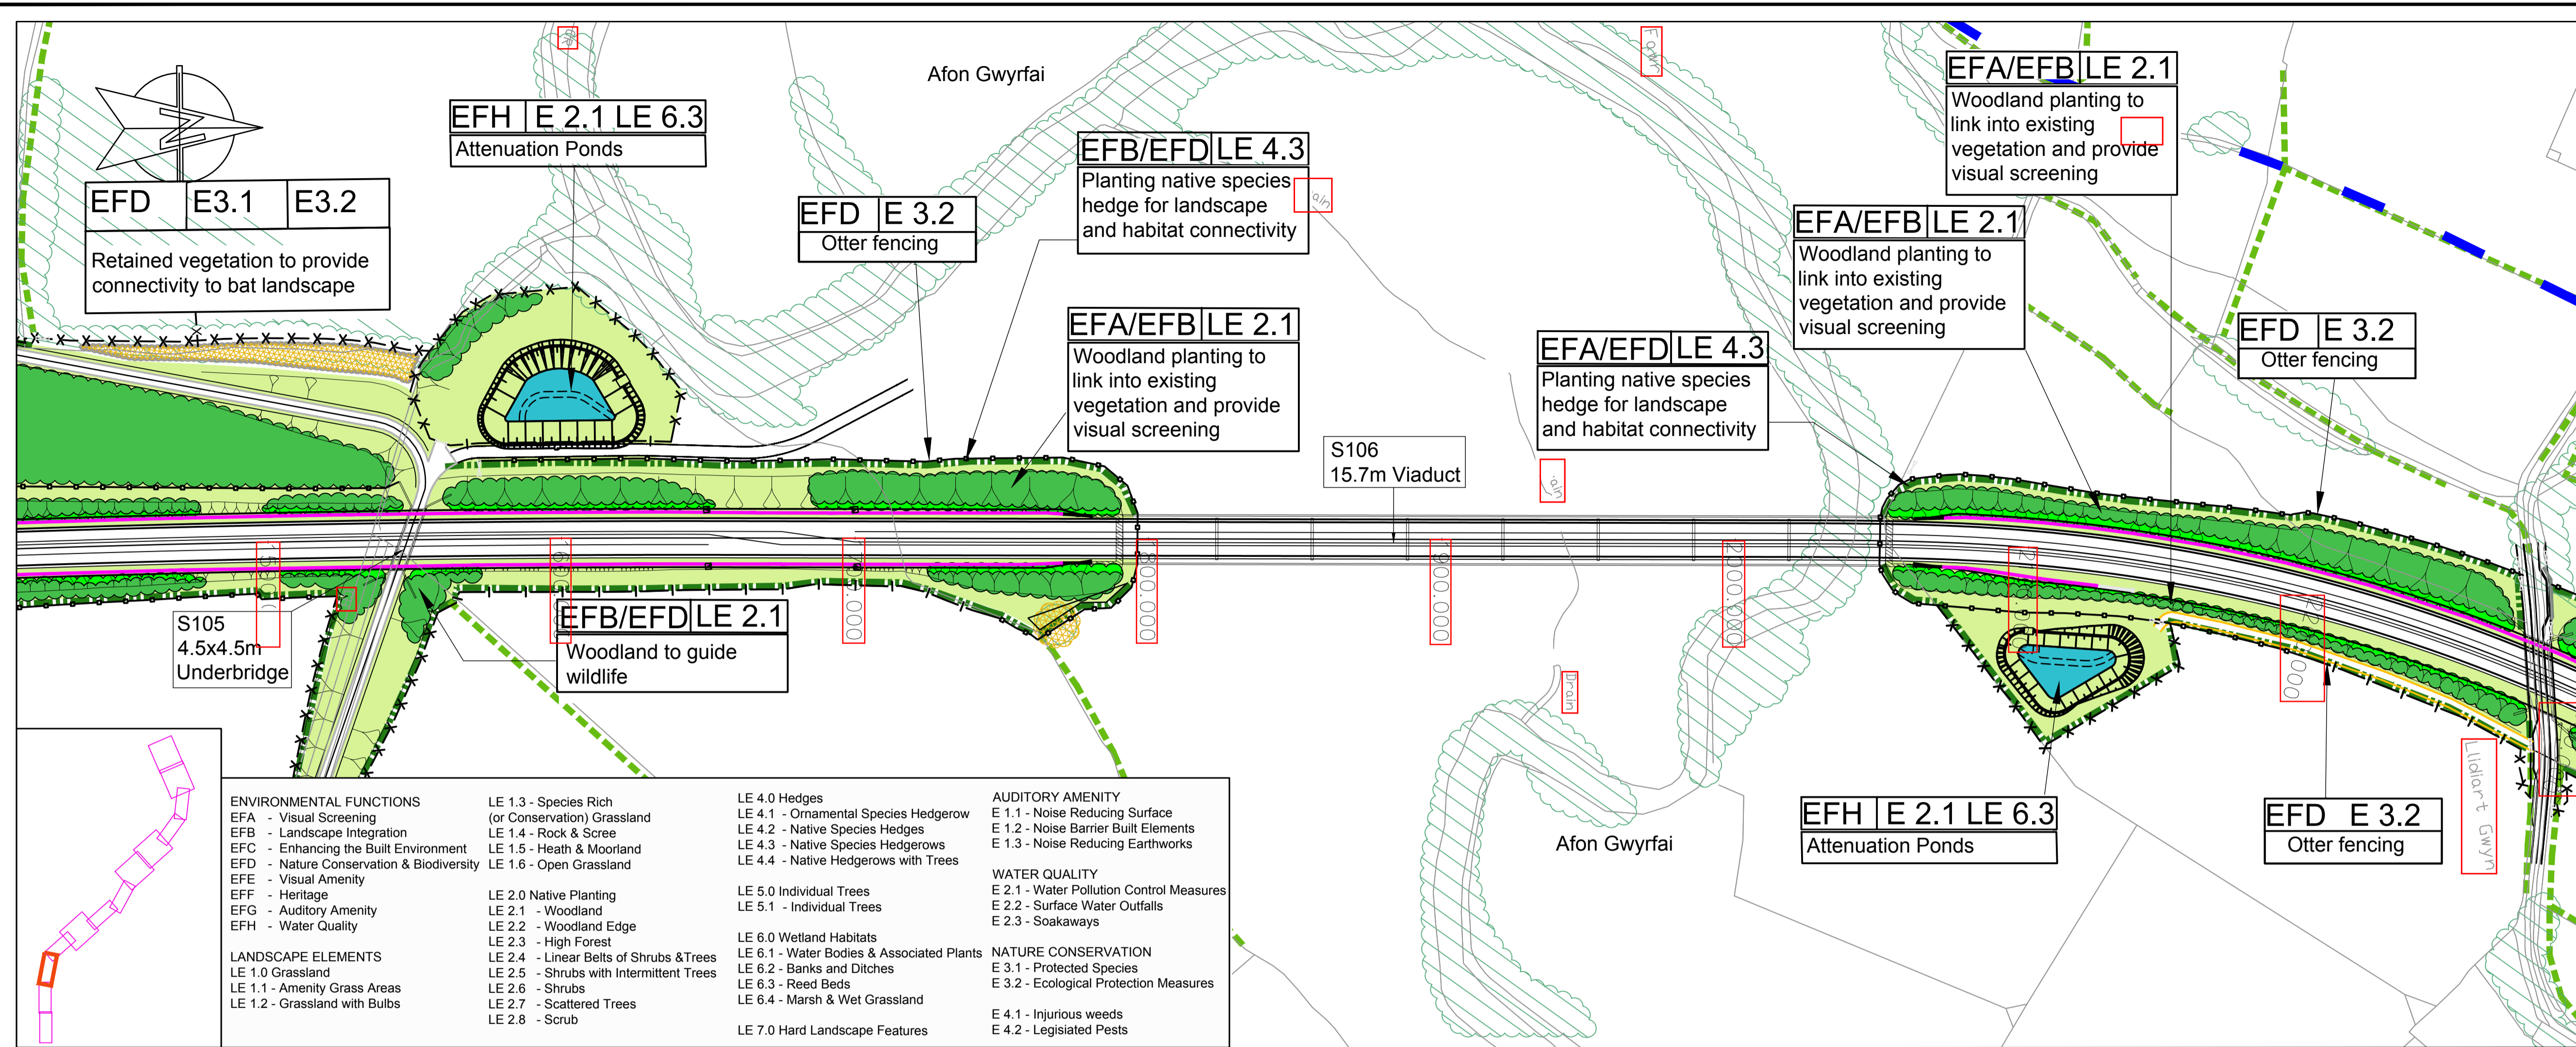 Afon Gwyrfai
EFH E 2.1 LE 6.3
Attenuation Ponds
EFD E3.1 E3.2
Retained vegetation to provide
connectivity to bat landscape
EFD E 3.2
Otter fencing
EFB/EFD LE 4.3
Planting native species
hedge for landscape
and habitat connectivity
ain
EFA/EFB LE 2.1
Woodland planting to
link into existing
vegetation and provide
visual screening
S106
15.7m Viaduct
EFA/EFD LE 4.3
Planting native species
hedge for landscape
and habitat connectivity
ain
EFA/EFB LE 2.1
Woodland planting to
link into existing
vegetation and provide
visual screening
EFA/EFB LE 2.1
Woodland planting to
link into existing
vegetation and provide
visual screening
EFD E 3.2
Otter fencing
S105
4.5x4.5m
Underbridge
EFB/EFD LE 2.1
Woodland to guide
wildlife
Drain
Afon Gwyrfai
EFH E 2.1 LE 6.3
Attenuation Ponds
EFD E 3.2
Otter fencing
Llidiart Gwyn
ENVIRONMENTAL FUNCTIONS
EFA - Visual Screening
EFB - Landscape Integration
EFC - Enhancing the Built Environment
EFD - Nature Conservation & Biodiversity
EFE - Visual Amenity
EFF - Heritage
EFG - Auditory Amenity
EFH - Water Quality
LANDSCAPE ELEMENTS
LE 1.0 Grassland
LE 1.1 - Amenity Grass Areas
LE 1.2 - Grassland with Bulbs
LE 1.3 - Species Rich
(or Conservation) Grassland
LE 1.4 - Rock & Scree
LE 1.5 - Heath & Moorland
LE 1.6 - Open Grassland
LE 2.0 Native Planting
LE 2.1 - Woodland
LE 2.2 - Woodland Edge
LE 2.3 - High Forest
LE 2.4 - Linear Belts of Shrubs &Trees
LE 2.5 - Shrubs with Intermittent Trees
LE 2.6 - Shrubs
LE 2.7 - Scattered Trees
LE 2.8 - Scrub
LE 4.0 Hedges
LE 4.1 - Ornamental Species Hedgerow
LE 4.2 - Native Species Hedges
LE 4.3 - Native Species Hedgerows
LE 4.4 - Native Hedgerows with Trees
LE 5.0 Individual Trees
LE 5.1 - Individual Trees
LE 6.0 Wetland Habitats
LE 6.1 - Water Bodies & Associated Plants
LE 6.2 - Banks and Ditches
LE 6.3 - Reed Beds
LE 6.4 - Marsh & Wet Grassland
LE 7.0 Hard Landscape Features
AUDITORY AMENITY
E 1.1 - Noise Reducing Surface
E 1.2 - Noise Barrier Built Elements
E 1.3 - Noise Reducing Earthworks
WATER QUALITY
E 2.1 - Water Pollution Control Measures
E 2.2 - Surface Water Outfalls
E 2.3 - Soakaways
NATURE CONSERVATION
E 3.1 - Protected Species
E 3.2 - Ecological Protection Measures
E 4.1 - Injurious weeds
E 4.2 - Legisiated Pests